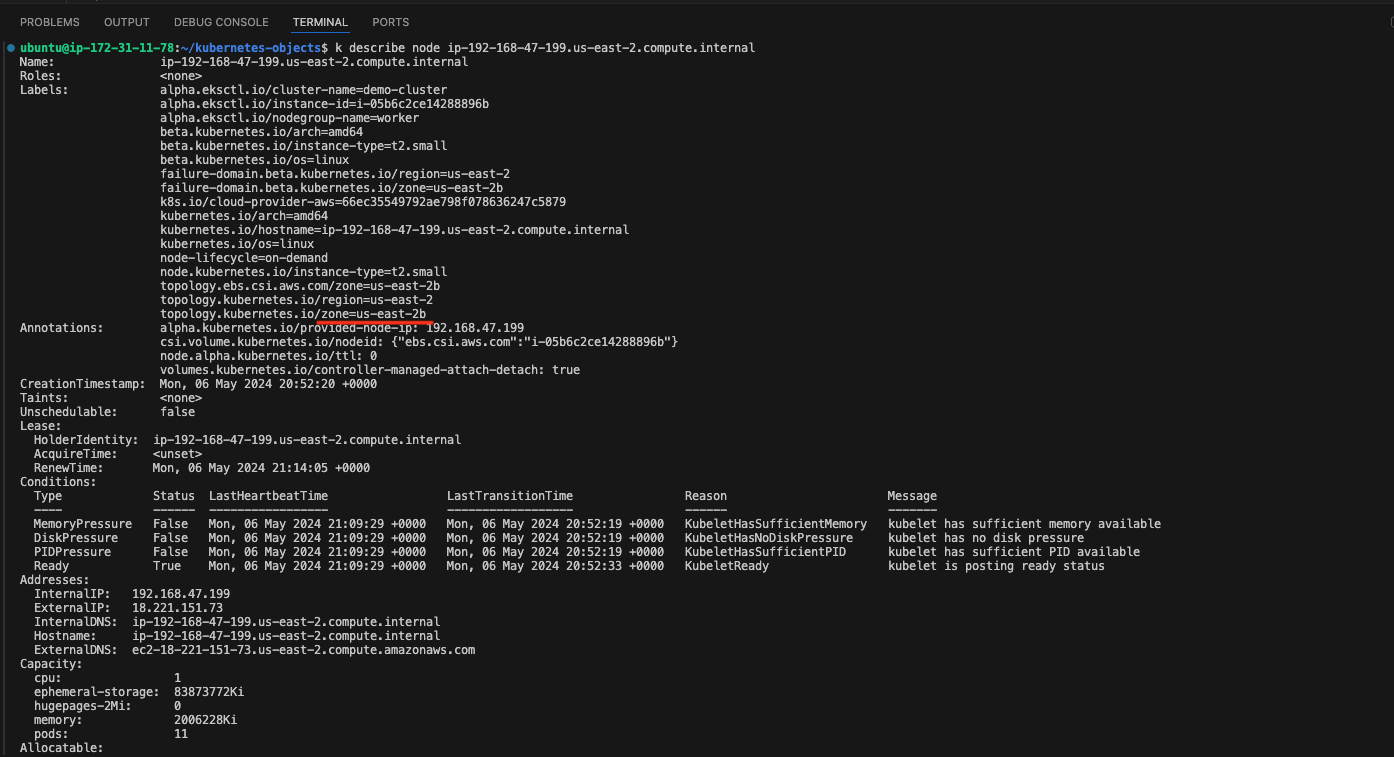 PROBLEMS OUTPUT DEBUG CONSOLE TERMINAL PORTS
ubuntu@ip-172-31-11-78:~/kubernetes-objects$ k describe node ip-192-168-47-199.us-east-2.compute.internal
Name: ip-192-168-47-199.us-east-2.compute.internal
Roles: <none>
Labels: alpha.eksctl.io/cluster-name=demo-cluster
alpha.eksctl.io/instance-id=i-05b6c2ce14288896b
alpha.eksctl.io/nodegroup-name=worker
beta.kubernetes.io/arch=amd64
beta.kubernetes.io/instance-type=t2.small
beta.kubernetes.io/os=linux
failure-domain.beta.kubernetes.io/region=us-east-2
failure-domain.beta.kubernetes.io/zone=us-east-2b
k8s.io/cloud-provider-aws=66ec35549792ae798f078636247c5879
kubernetes.io/arch=amd64
kubernetes.io/hostname=ip-192-168-47-199.us-east-2.compute.internal
kubernetes.io/os=linux
node-lifecycle=on-demand
node.kubernetes.io/instance-type=t2.small
topology.ebs.csi.aws.com/zone=us-east-2b
topology.kubernetes.io/region=us-east-2
topology.kubernetes.io/zone=us-east-2b
Annotations: alpha.kubernetes.io/provided-node-ip: 192.168.47.199
csi.volume.kubernetes.io/nodeid: {"ebs.csi.aws.com":"i-05b6c2ce14288896b"}
node.alpha.kubernetes.io/ttl: 0
volumes.kubernetes.io/controller-managed-attach-detach: true
CreationTimestamp: Mon, 06 May 2024 20:52:20 +0000
Taints: <none>
Unschedulable: false
Lease:
HolderIdentity: ip-192-168-47-199.us-east-2.compute.internal
AcquireTime: <unset>
RenewTime: Mon, 06 May 2024 21:14:05 +0000
Conditions:
Type Status LastHeartbeatTime LastTransitionTime Reason Message
---- ------ ----------------- ------------------ ------ -------
MemoryPressure False Mon, 06 May 2024 21:09:29 +0000 Mon, 06 May 2024 20:52:19 +0000 KubeletHasSufficientMemory kubelet has sufficient memory available
DiskPressure False Mon, 06 May 2024 21:09:29 +0000 Mon, 06 May 2024 20:52:19 +0000 KubeletHasNoDiskPressure kubelet has no disk pressure
PIDPressure False Mon, 06 May 2024 21:09:29 +0000 Mon, 06 May 2024 20:52:19 +0000 KubeletHasSufficientPID kubelet has sufficient PID available
Ready True Mon, 06 May 2024 21:09:29 +0000 Mon, 06 May 2024 20:52:33 +0000 KubeletReady kubelet is posting ready status
Addresses:
InternalIP: 192.168.47.199
ExternalIP: 18.221.151.73
InternalDNS: ip-192-168-47-199.us-east-2.compute.internal
Hostname: ip-192-168-47-199.us-east-2.compute.internal
ExternalDNS: ec2-18-221-151-73.us-east-2.compute.amazonaws.com
Capacity:
cpu: 1
ephemeral-storage: 83873772Ki
hugepages-2Mi: 0
memory: 2006228Ki
pods: 11
Allocatable: